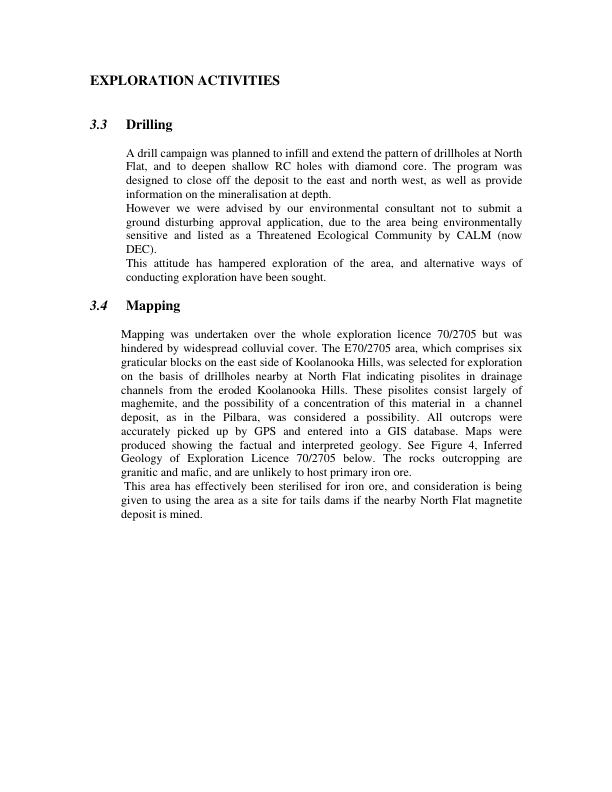 EXPLORATION ACTIVITIES
3.3 Drilling
A drill campaign was planned to infill and extend the pattern of drillholes at North
Flat, and to deepen shallow RC holes with diamond core. The program was
designed to close off the deposit to the east and north west, as well as provide
information on the mineralisation at depth.
However we were advised by our environmental consultant not to submit a
ground disturbing approval application, due to the area being environmentally
sensitive and listed as a Threatened Ecological Community by CALM (now
DEC).
This attitude has hampered exploration of the area, and alternative ways of
conducting exploration have been sought.
3.4 Mapping
Mapping was undertaken over the whole exploration licence 70/2705 but was
hindered by widespread colluvial cover. The E70/2705 area, which comprises six
graticular blocks on the east side of Koolanooka Hills, was selected for exploration
on the basis of drillholes nearby at North Flat indicating pisolites in drainage
channels from the eroded Koolanooka Hills. These pisolites consist largely of
maghemite, and the possibility of a concentration of this material in a channel
deposit, as in the Pilbara, was considered a possibility. All outcrops were
accurately picked up by GPS and entered into a GIS database. Maps were
produced showing the factual and interpreted geology. See Figure 4, Inferred
Geology of Exploration Licence 70/2705 below. The rocks outcropping are
granitic and mafic, and are unlikely to host primary iron ore.
This area has effectively been sterilised for iron ore, and consideration is being
given to using the area as a site for tails dams if the nearby North Flat magnetite
deposit is mined.